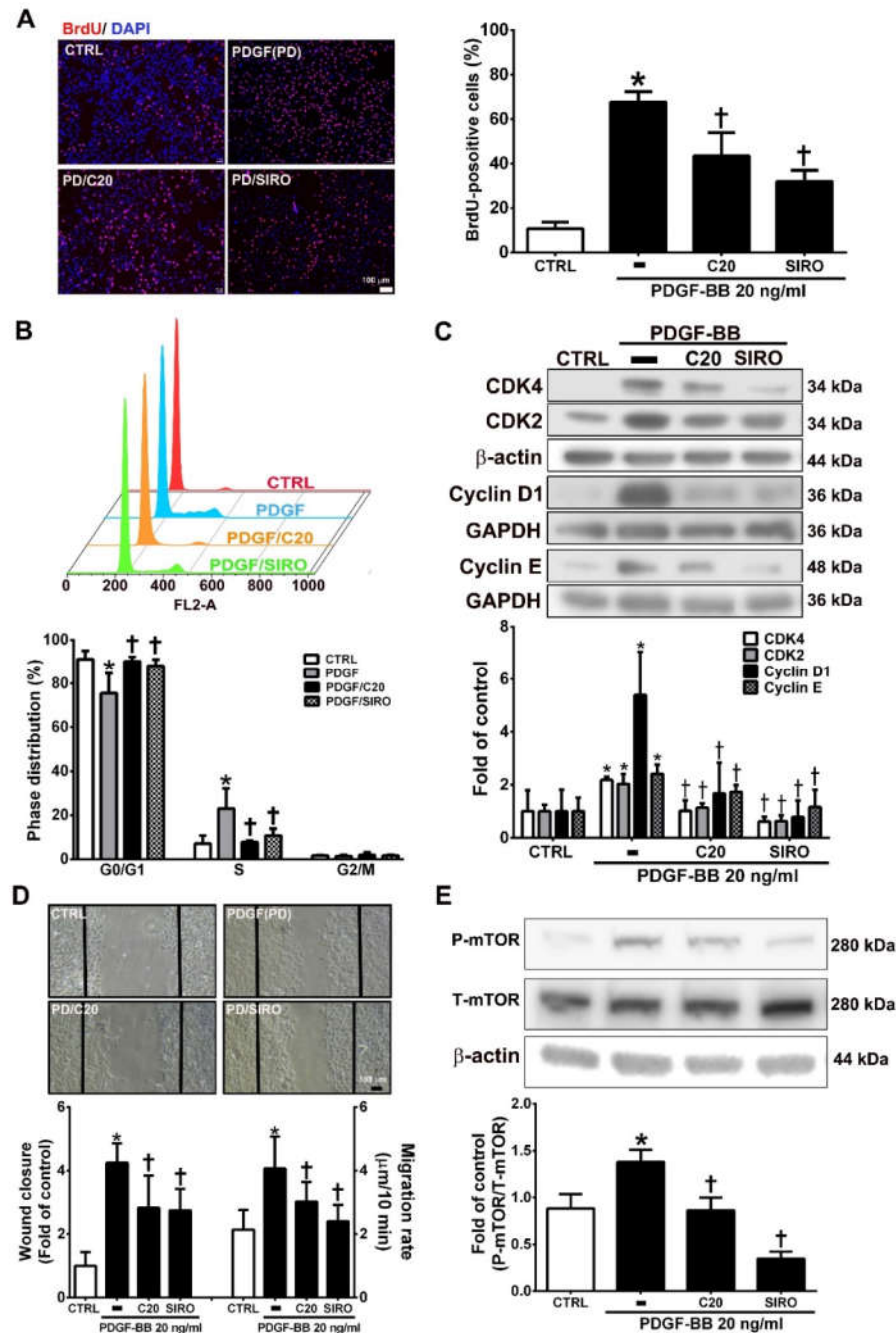 A
BrdU/ DAPI
CTRL
PDGF(PD)
PD/C20
PD/SIRO
100 μm
BrdU-posoitive cells (%)
100
80
60
40
20
0
*
†
†
CTRL
-
C20
SIRO
PDGF-BB 20 ng/ml
B
CTRL
PDGF
PDGF/C20
PDGF/SIRO
0 200 400 600 800 1000
FL2-A
Phase distribution (%)
100
80
60
40
20
0
* † †
* † †
CTRL
PDGF
PDGF/C20
PDGF/SIRO
G0/G1 S G2/M
C
PDGF-BB
CTRL - C20 SIRO
CDK4 34 kDa
CDK2 34 kDa
β-actin 44 kDa
Cyclin D1 36 kDa
GAPDH 36 kDa
Cyclin E 48 kDa
GAPDH 36 kDa
Fold of control
8
6
4
2
0
CDK4
CDK2
Cyclin D1
Cyclin E
* * * *
† † † †
† † † †
CTRL - C20 SIRO
PDGF-BB 20 ng/ml
D
CTRL
PDGF(PD)
PD/C20
PD/SIRO
100 μm
Wound closure
(Fold of control)
6
4
2
0
* † †
* † †
6
4
2
0
Migration rate
(μm/10 min)
CTRL - C20 SIRO CTRL - C20 SIRO
PDGF-BB 20 ng/ml PDGF-BB 20 ng/ml
E
P-mTOR 280 kDa
T-mTOR 280 kDa
β-actin 44 kDa
Fold of control
(P-mTOR/T-mTOR)
2.0
1.5
1.0
0.5
0.0
*
†
†
CTRL - C20 SIRO
PDGF-BB 20 ng/ml